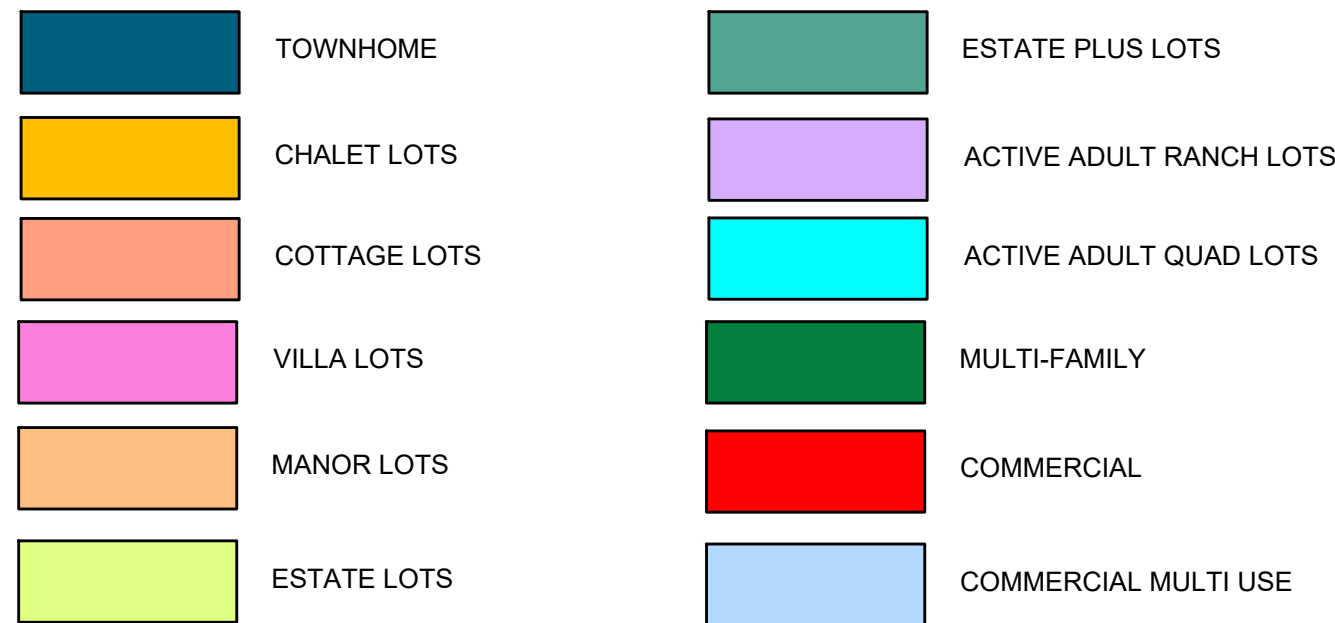 TOWNHOME
CHALET LOTS
COTTAGE LOTS
VILLA LOTS
MANOR LOTS
ESTATE LOTS
ESTATE PLUS LOTS
ACTIVE ADULT RANCH LOTS
ACTIVE ADULT QUAD LOTS
MULTI-FAMILY
COMMERCIAL
COMMERCIAL MULTI USE